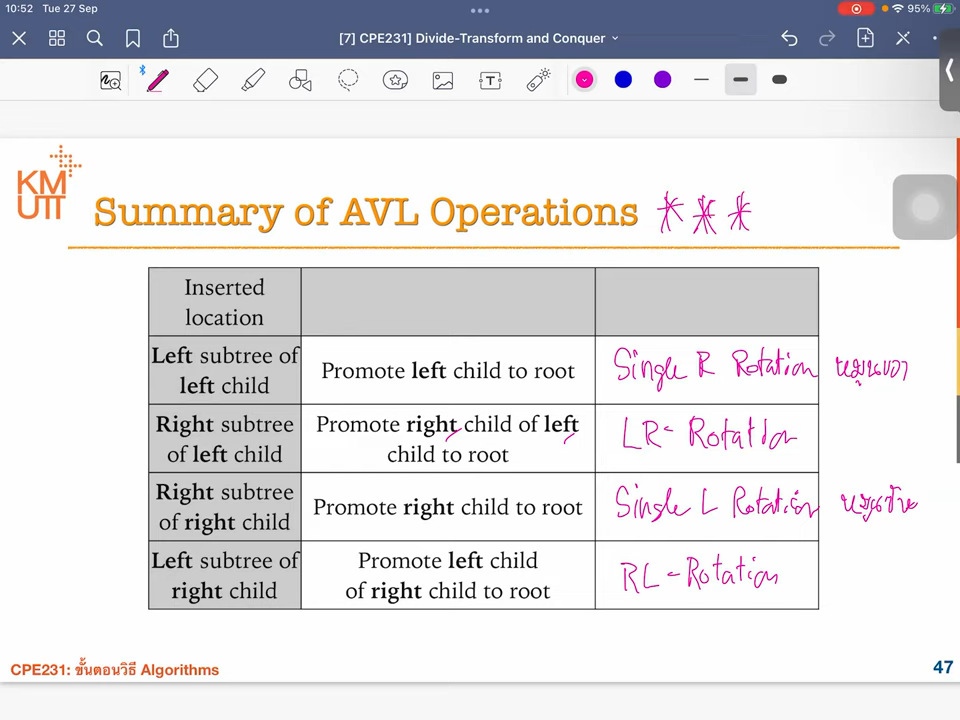 10:52 Tue 27 Sep
95%
[7] CPE231] Divide-Transform and Conquer
KM
UTT
Summary of AVL Operations
Inserted
location
Left subtree of
left child
Promote left child to root
Single R Rotation หมุนขวา
Right subtree
of left child
Promote right child of left
child to root
LR - Rotation
Right subtree
of right child
Promote right child to root
Single L Rotation หมุนซ้าย
Left subtree of
right child
Promote left child
of right child to root
RL - Rotation
CPE231: ขั้นตอนวิธี Algorithms
47